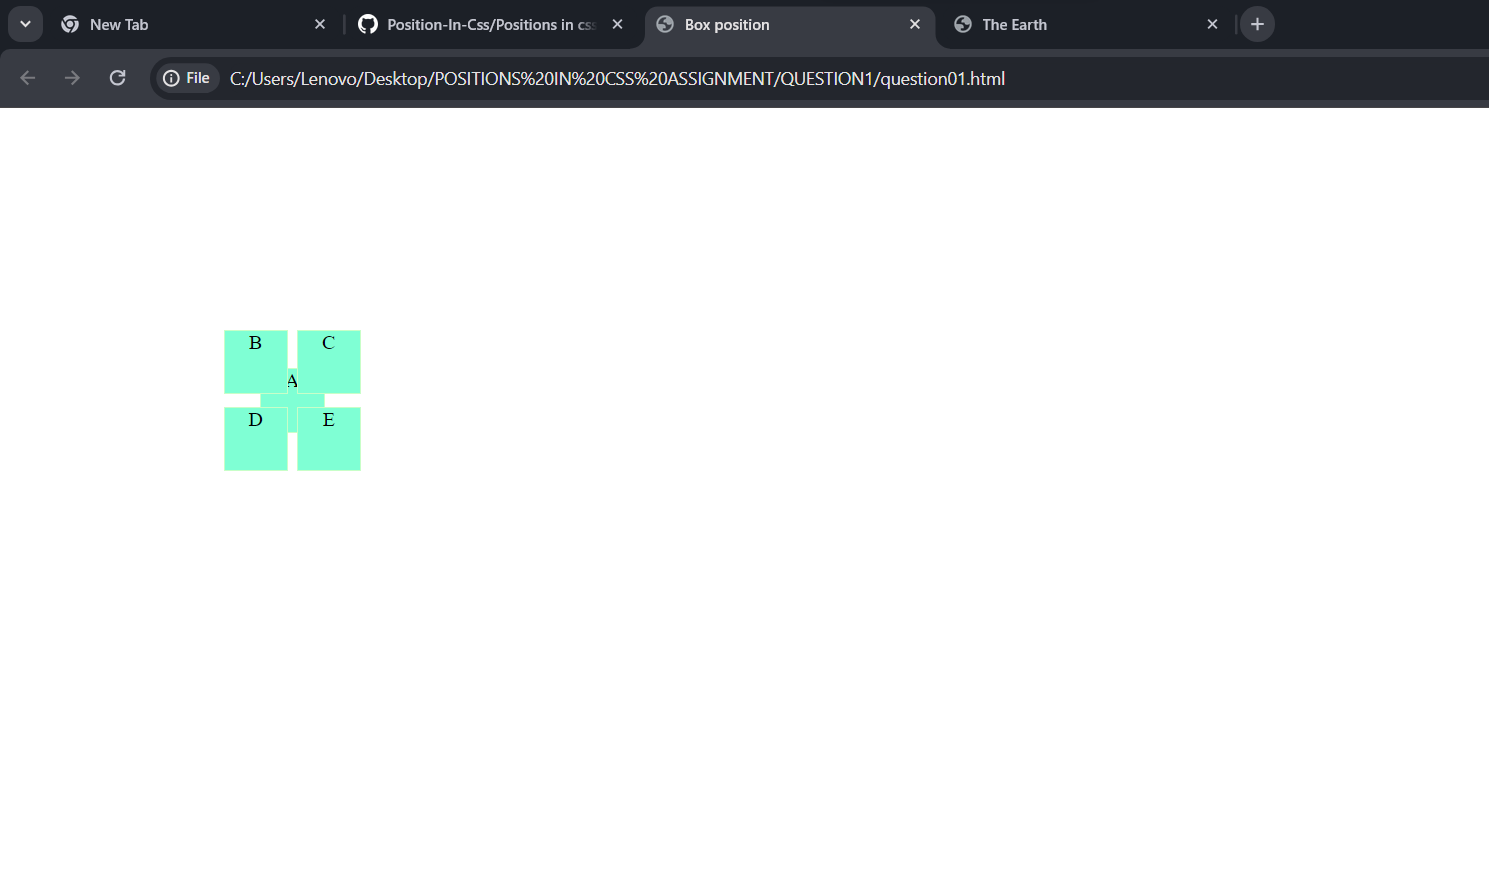 New Tab
Position-In-Css/Positions in css
Box position
The Earth
File
C:/Users/Lenovo/Desktop/POSITIONS%20IN%20CSS%20ASSIGNMENT/QUESTION1/question01.html
B C
A
D E